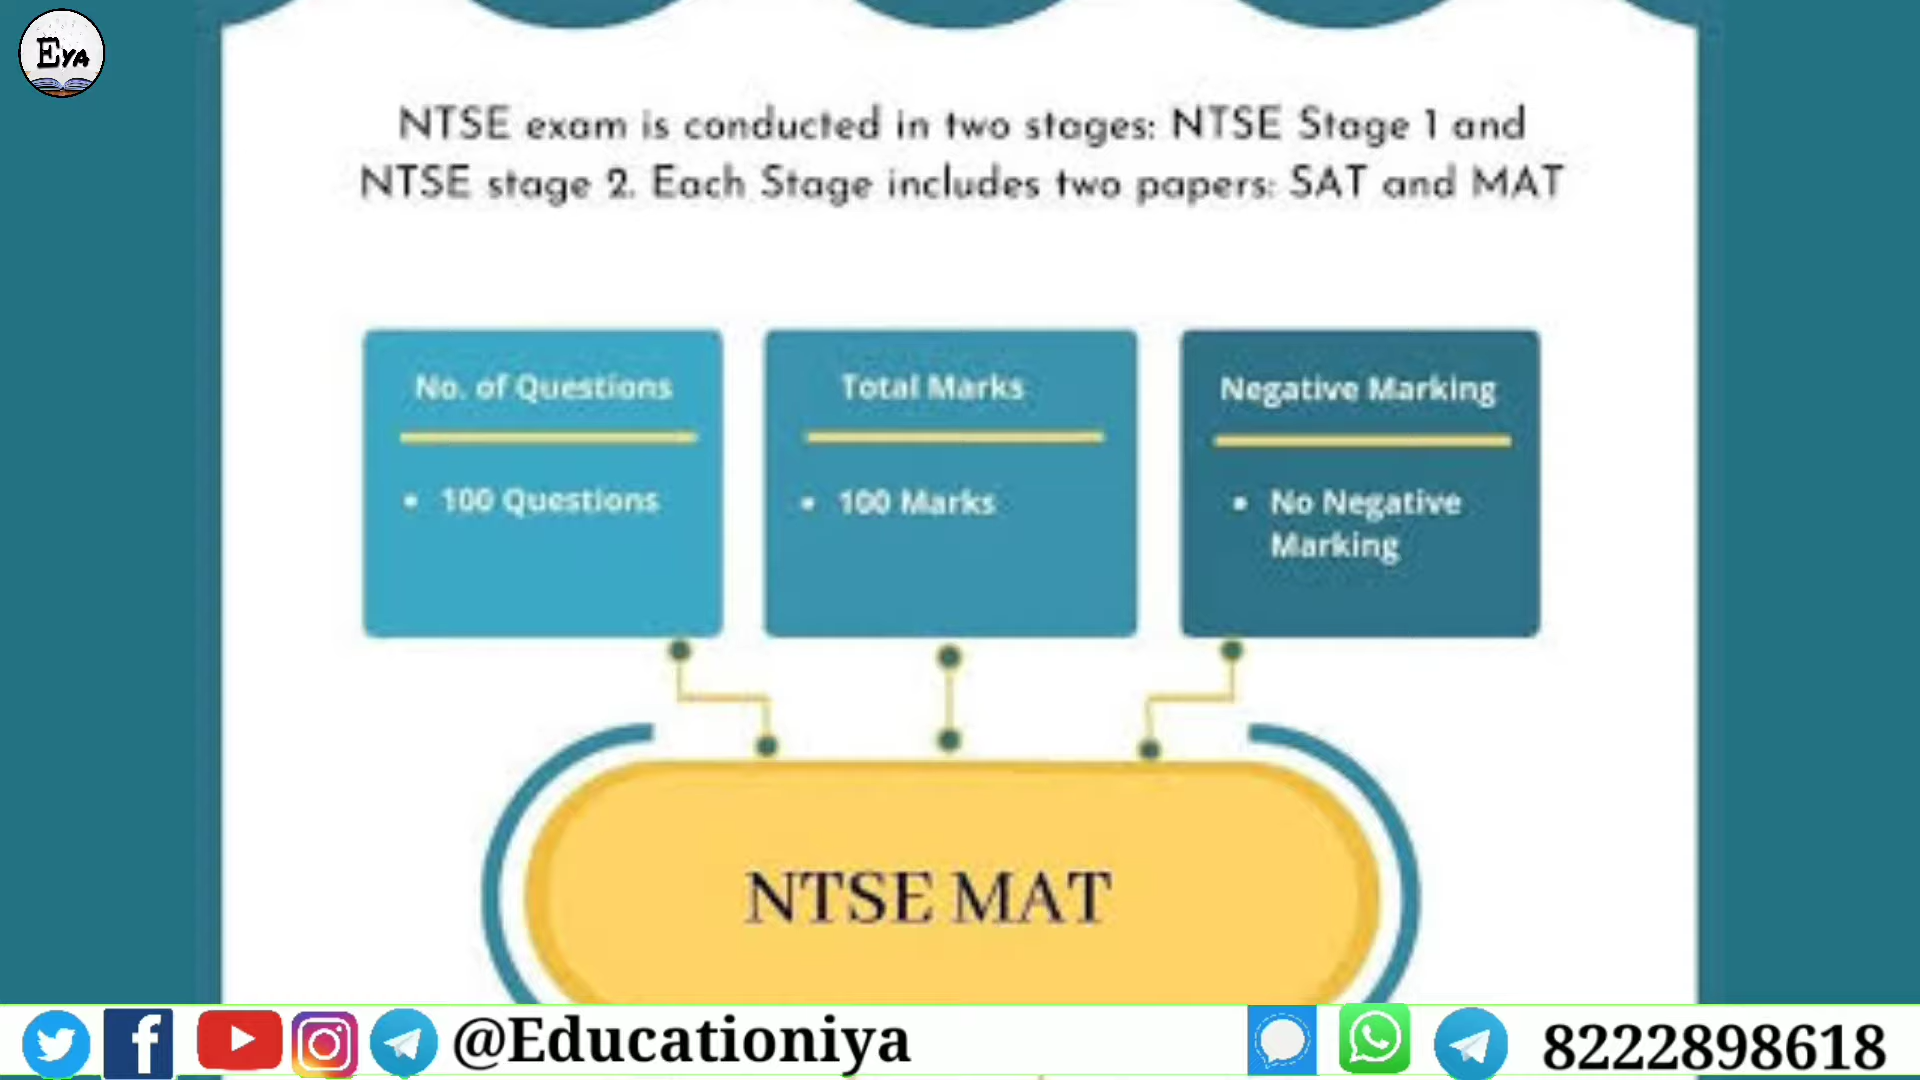 EYA
NTSE exam is conducted in two stages: NTSE Stage 1 and
NTSE stage 2. Each Stage includes two papers: SAT and MAT
No. of Questions
• 100 Questions
Total Marks
• 100 Marks
Negative Marking
• No Negative
Marking
NTSE MAT
@Educationiya
8222898618